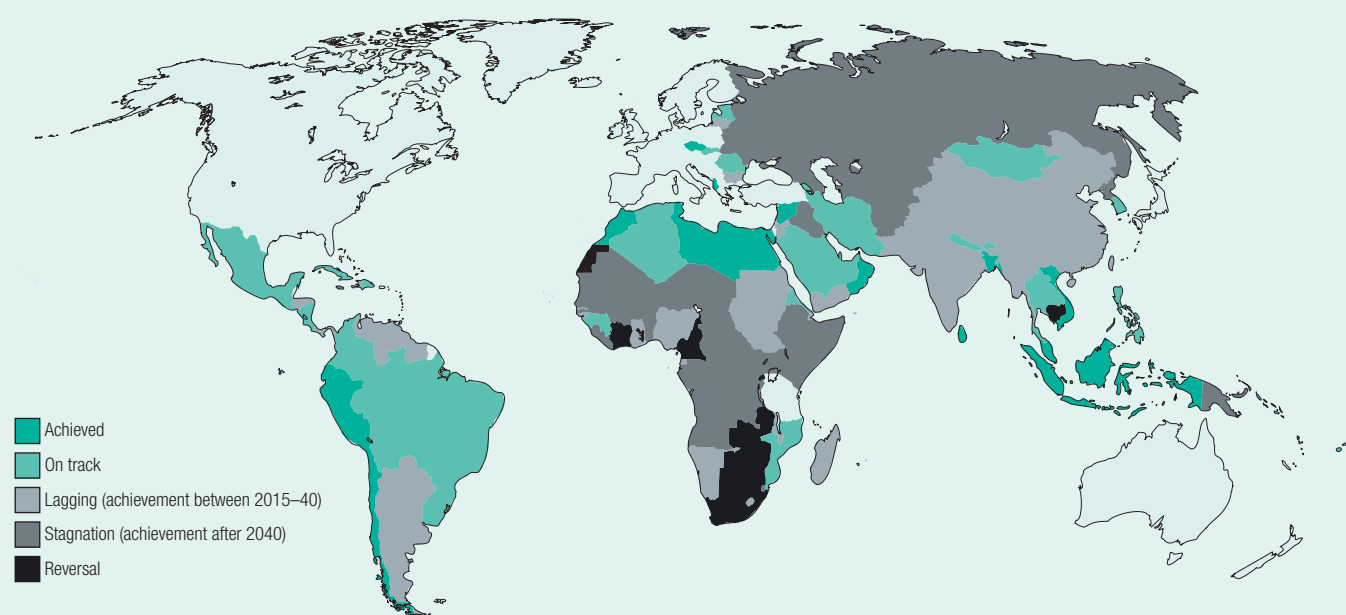 Achieved
On track
Lagging (achievement between 2015–40)
Stagnation (achievement after 2040)
Reversal